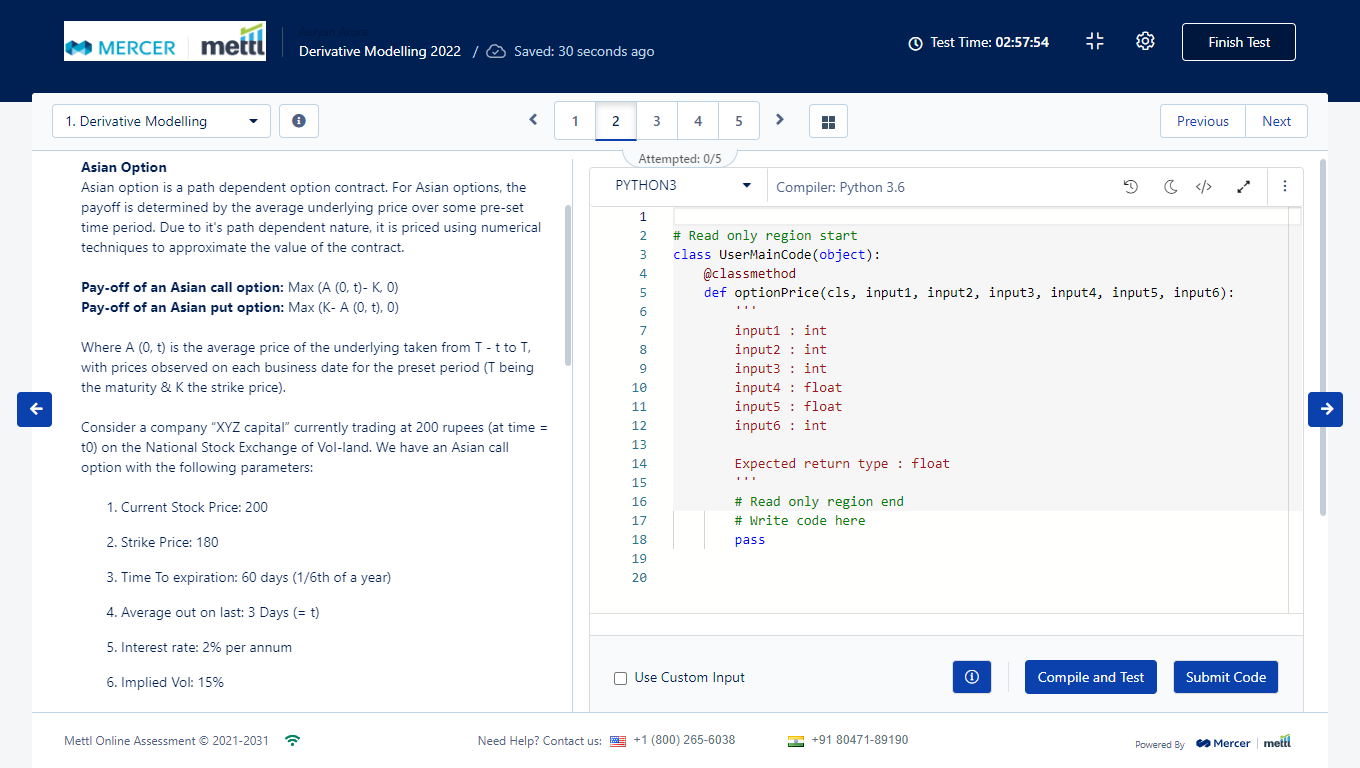 MERCER mettl
Derivative Modelling 2022 / Saved: 30 seconds ago
Test Time: 02:57:54
Finish Test
1. Derivative Modelling
1 2 3 4 5
Previous Next
Attempted: 0/5
Asian Option
Asian option is a path dependent option contract. For Asian options, the
payoff is determined by the average underlying price over some pre-set
time period. Due to it's path dependent nature, it is priced using numerical
techniques to approximate the value of the contract.
Pay-off of an Asian call option: Max (A (0, t)- K, 0)
Pay-off of an Asian put option: Max (K- A (0, t), 0)
Where A (0, t) is the average price of the underlying taken from T - t to T,
with prices observed on each business date for the preset period (T being
the maturity & K the strike price).
Consider a company “XYZ capital” currently trading at 200 rupees (at time =
t0) on the National Stock Exchange of Vol-land. We have an Asian call
option with the following parameters:
1. Current Stock Price: 200
2. Strike Price: 180
3. Time To expiration: 60 days (1/6th of a year)
4. Average out on last: 3 Days (= t)
5. Interest rate: 2% per annum
6. Implied Vol: 15%
PYTHON3
Compiler: Python 3.6
1
2 # Read only region start
3 class UserMainCode(object):
4 @classmethod
5 def optionPrice(cls, input1, input2, input3, input4, input5, input6):
6 '''
7 input1 : int
8 input2 : int
9 input3 : int
10 input4 : float
11 input5 : float
12 input6 : int
13
14 Expected return type : float
15 '''
16 # Read only region end
17 # Write code here
18 pass
19
20
Use Custom Input
Compile and Test
Submit Code
Mettl Online Assessment © 2021-2031
Need Help? Contact us: +1 (800) 265-6038 +91 80471-89190
Powered By Mercer mettl